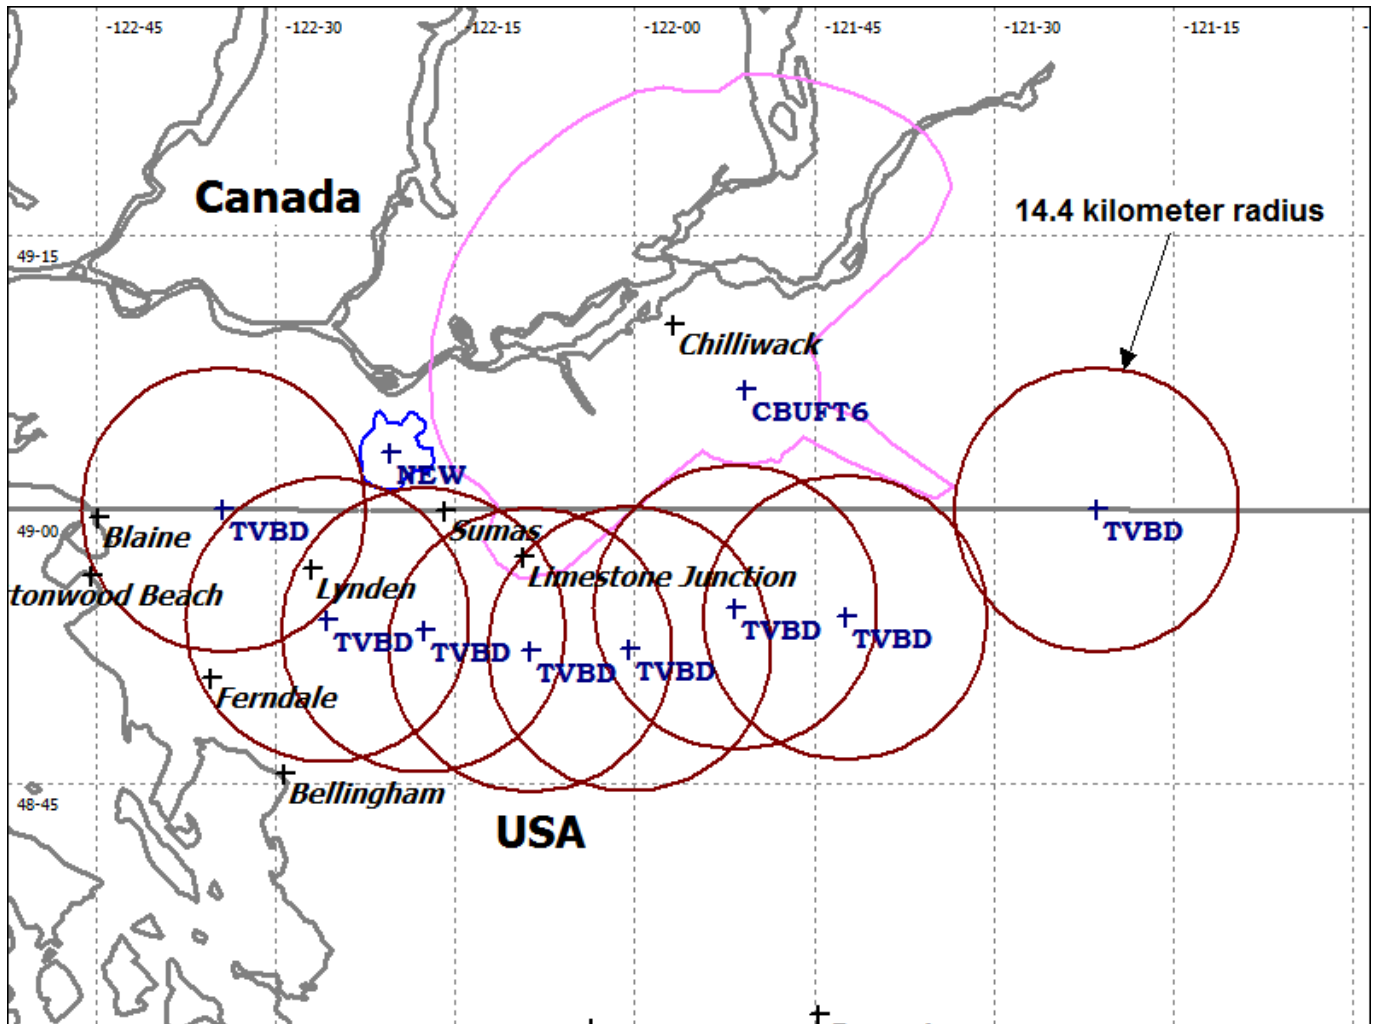 -122-45 -122-30 -122-15 -122-00 -121-45 -121-30 -121-15
Canada
14.4 kilometer radius
49-15
Chilliwack
CBUFT6
NEW
49-00
Blaine
TVBD
Sumas
TVBD
tonwood Beach
Lynden
Limestone Junction
TVBD
TVBD
TVBD
TVBD
TVBD
TVBD
Ferndale
Bellingham
48-45
USA